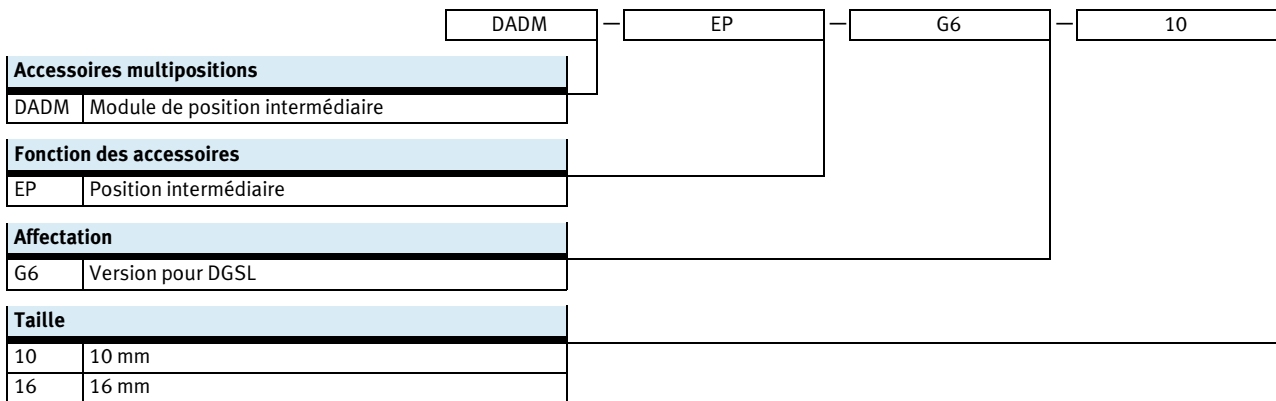 DADM — EP — G6 — 10
Accessoires multipositions
DADM Module de position intermédiaire
Fonction des accessoires
EP Position intermédiaire
Affectation
G6 Version pour DGSL
Taille
10 10 mm
16 16 mm